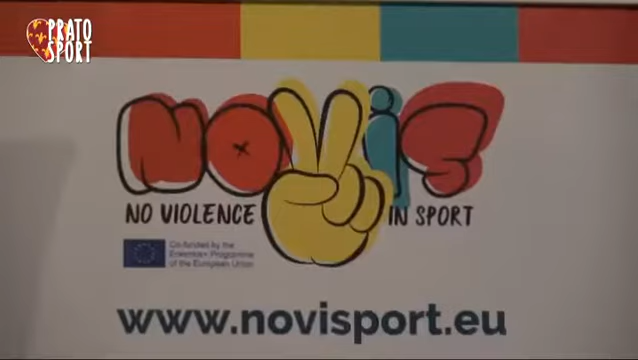 PRATO
SPORT
NOVIS
NO VIOLENCE IN SPORT
Co-funded by the
Erasmus+ Programme
of the European Union
www.novisport.eu